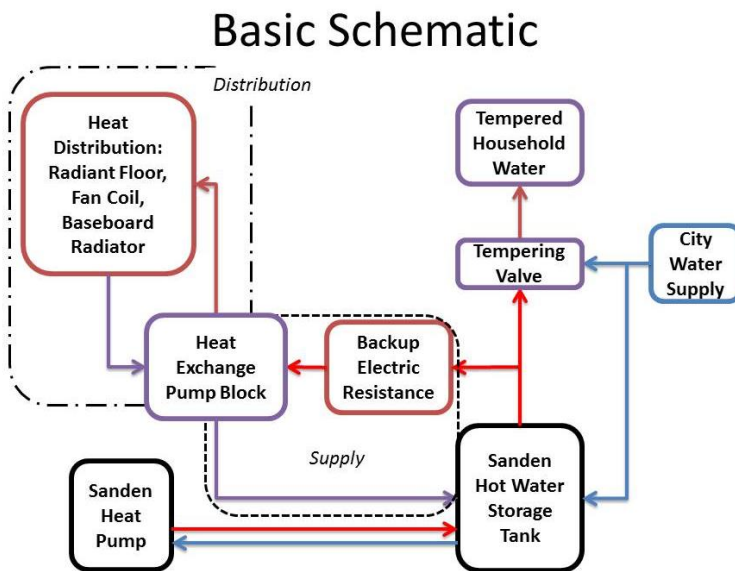 Basic Schematic
Distribution
Heat
Distribution:
Radiant Floor,
Fan Coil,
Baseboard
Radiator
Tempered
Household
Water
Tempering
Valve
City
Water
Supply
Heat
Exchange
Pump Block
Backup
Electric
Resistance
Supply
Sanden
Heat
Pump
Sanden
Hot Water
Storage
Tank